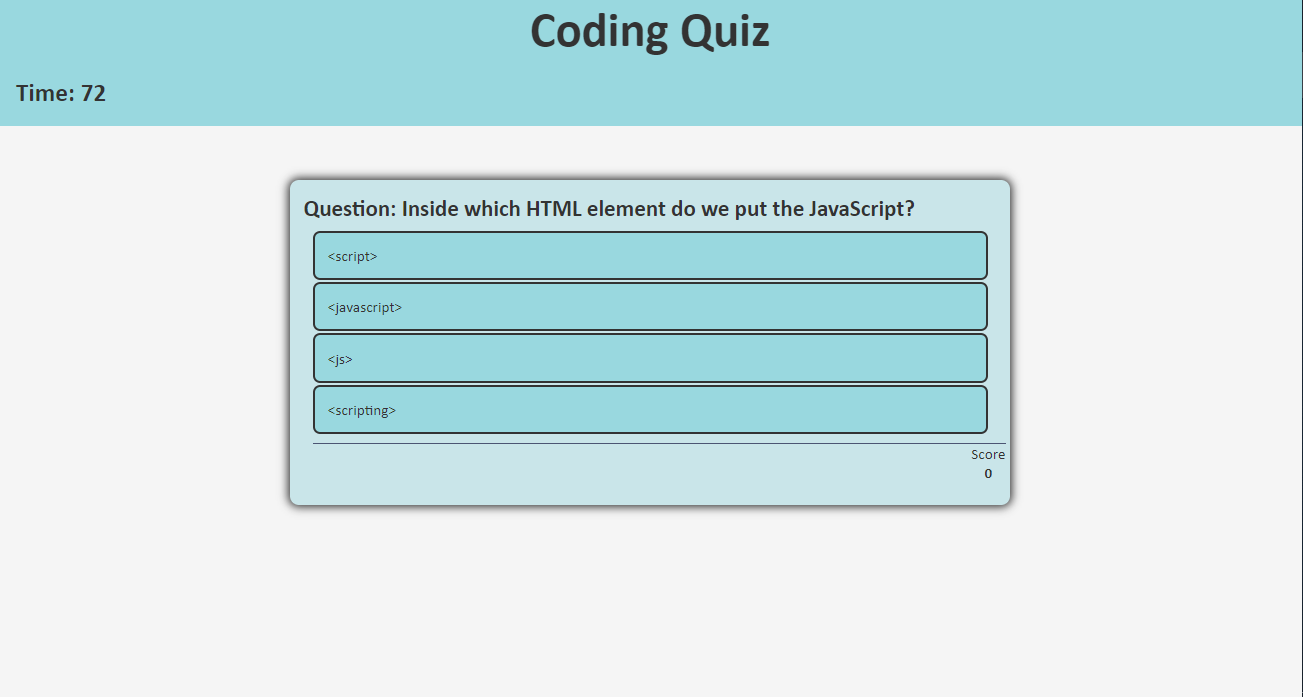 Coding Quiz
Time: 72
Question: Inside which HTML element do we put the JavaScript?
<script>
<javascript>
<js>
<scripting>
Score
0